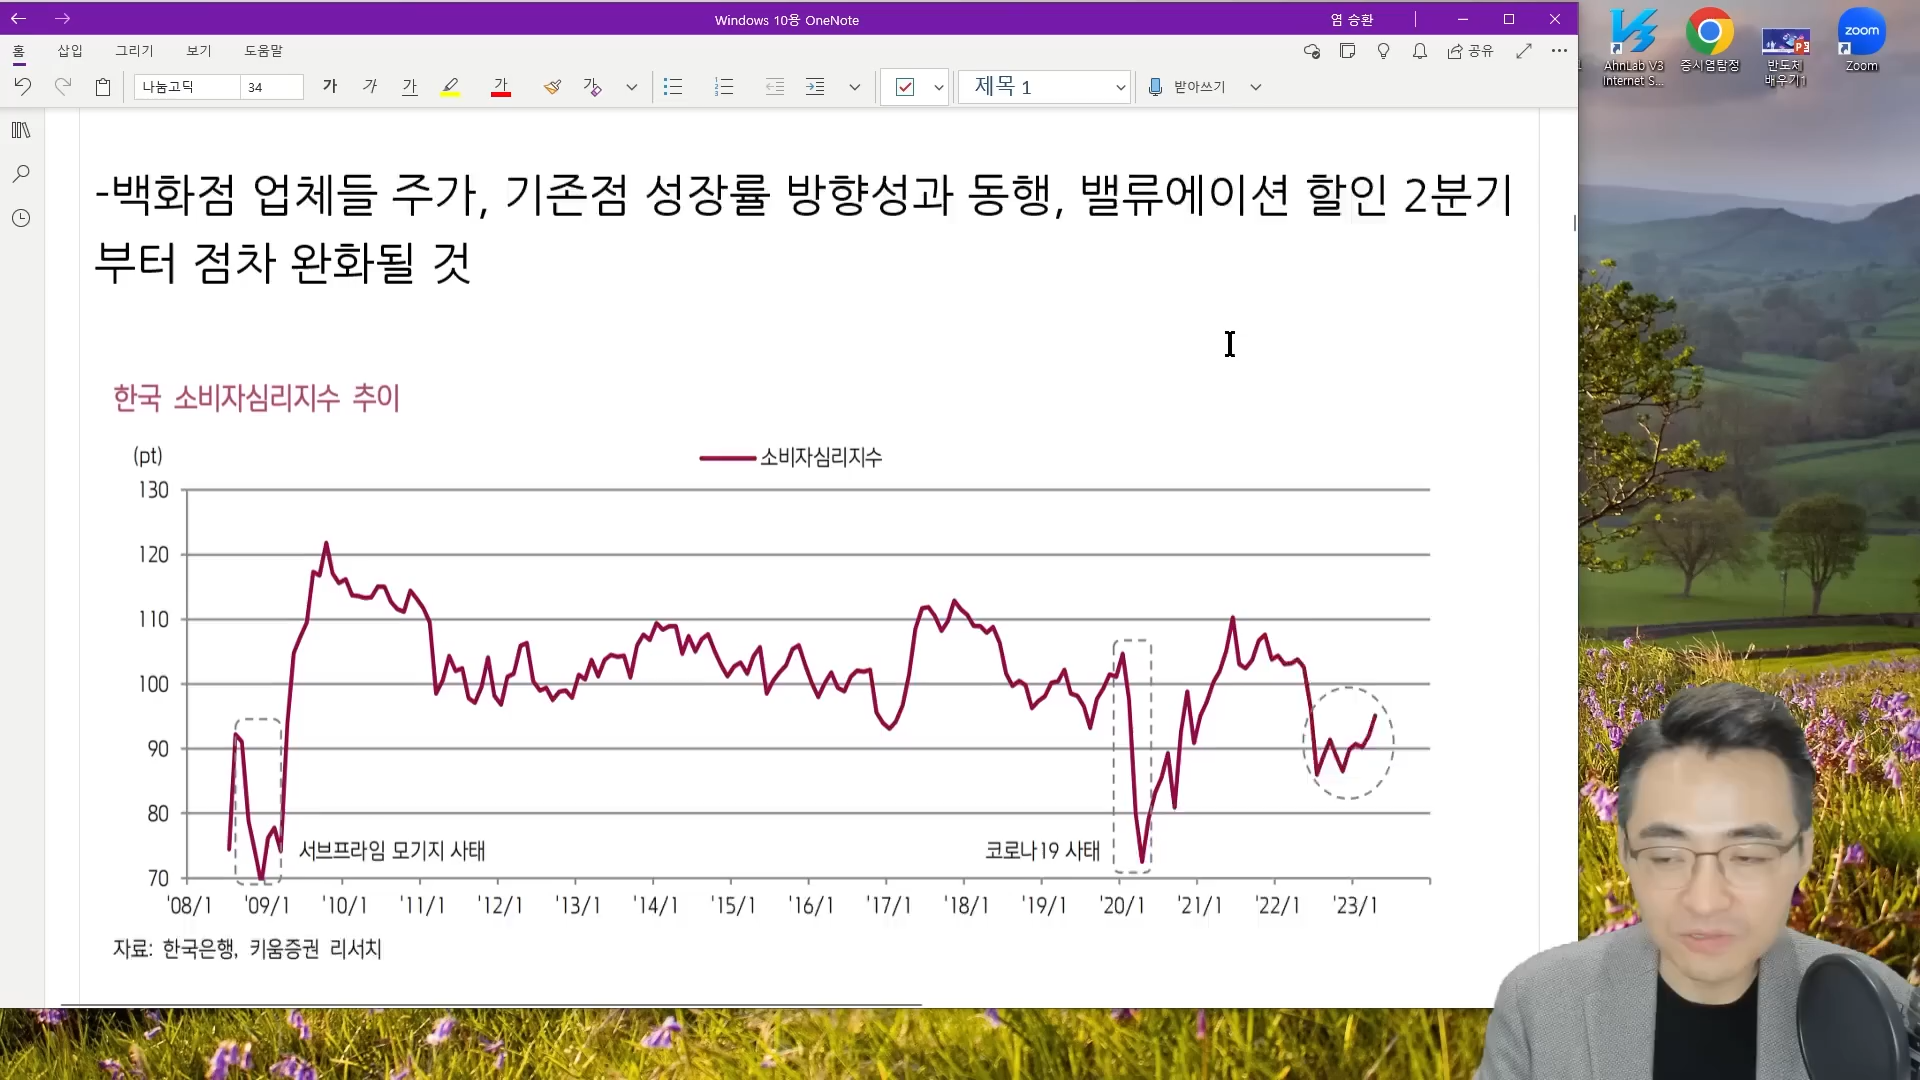 Windows 10용 OneNote
염 승환
홈 삽입 그리기 보기 도움말
공유
나눔고딕 34 가 가 가 가 가 제목 1 받아쓰기
AhnLab V3
Internet S...
증시염탐정
반도체
배우기1
zoom
Zoom
-백화점 업체들 주가, 기존점 성장률 방향성과 동행, 밸류에이션 할인 2분기
부터 점차 완화될 것
한국 소비자심리지수 추이
(pt)
소비자심리지수
130
120
110
100
90
80
70
서브프라임 모기지 사태
코로나19 사태
'08/1 '09/1 '10/1 '11/1 '12/1 '13/1 '14/1 '15/1 '16/1 '17/1 '18/1 '19/1 '20/1 '21/1 '22/1 '23/1
자료: 한국은행, 키움증권 리서치